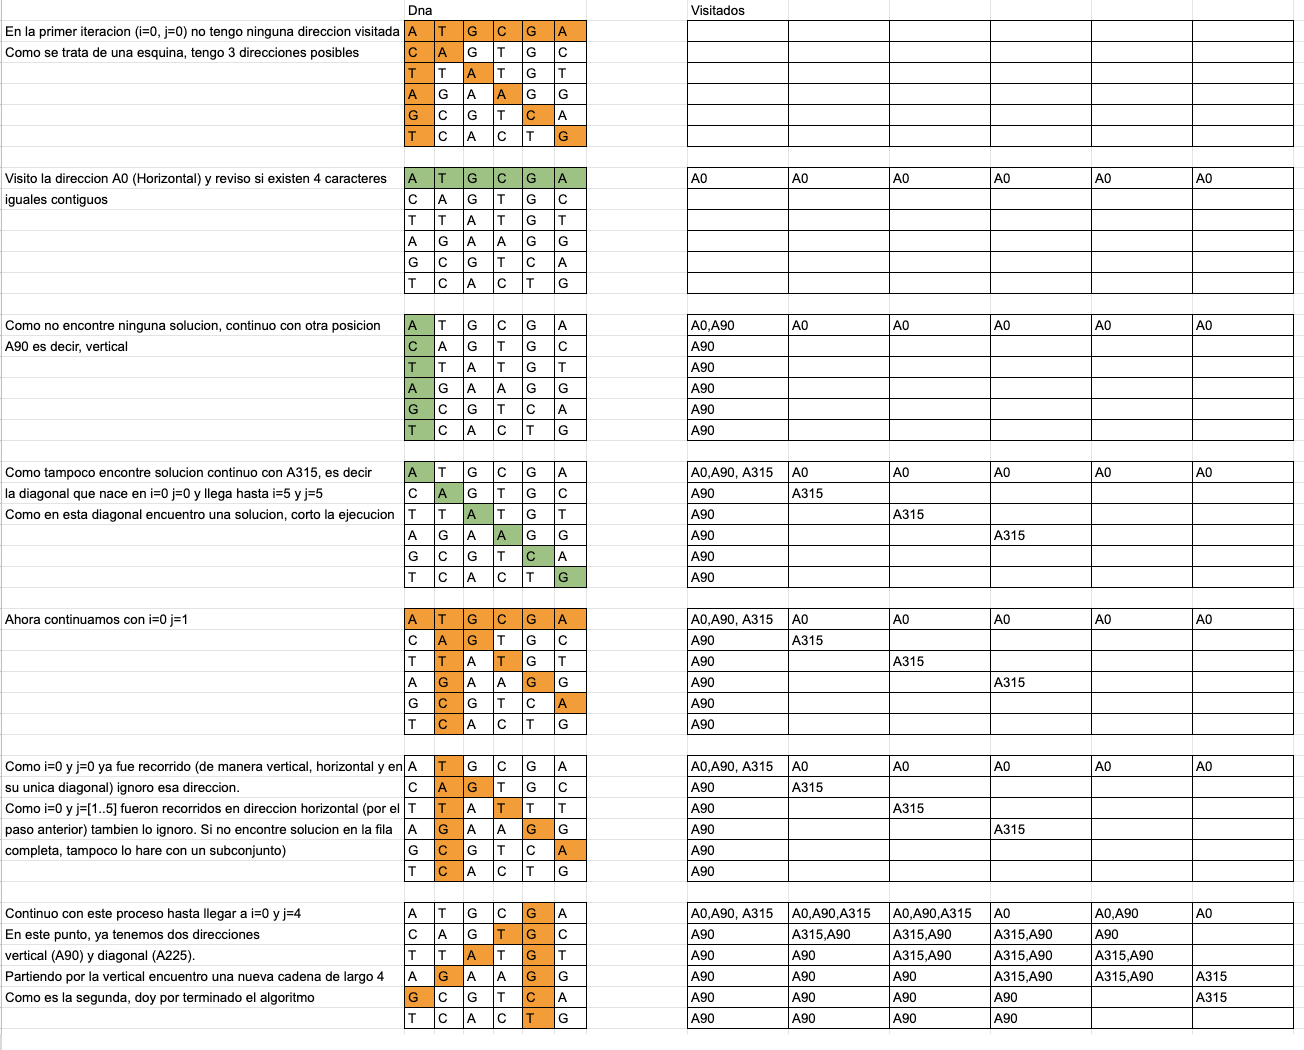 Dna Visitados
En la primer iteracion (i=0, j=0) no tengo ninguna direccion visitada A T G C G A
Como se trata de una esquina, tengo 3 direcciones posibles C A G T G C
T T A T G T
A G A A G G
G C G T C A
T C A C T G
Visito la direccion A0 (Horizontal) y reviso si existen 4 caracteres A T G C G A A0 A0 A0 A0 A0 A0
iguales contiguos C A G T G C
T T A T G T
A G A A G G
G C G T C A
T C A C T G
Como no encontre ninguna solucion, continuo con otra posicion A T G C G A A0,A90 A0 A0 A0 A0 A0
A90 es decir, vertical C A G T G C A90
T T A T G T A90
A G A A G G A90
G C G T C A A90
T C A C T G A90
Como tampoco encontre solucion continuo con A315, es decir A T G C G A A0,A90, A315 A0 A0 A0 A0 A0
la diagonal que nace en i=0 j=0 y llega hasta i=5 y j=5 C A G T G C A90 A315
Como en esta diagonal encuentro una solucion, corto la ejecucion T T A T G T A90 A315
A G A A G G A90 A315
G C G T C A A90
T C A C T G A90
Ahora continuamos con i=0 j=1 A T G C G A A0,A90, A315 A0 A0 A0 A0 A0
C A G T G C A90 A315
T T A T G T A90 A315
A G A A G G A90 A315
G C G T C A A90
T C A C T G A90
Como i=0 y j=0 ya fue recorrido (de manera vertical, horizontal y en A T G C G A A0,A90, A315 A0 A0 A0 A0 A0
su unica diagonal) ignoro esa direccion. C A G T G C A90 A315
Como i=0 y j=[1..5] fueron recorridos en direccion horizontal (por el T T A T T T A90 A315
paso anterior) tambien lo ignoro. Si no encontre solucion en la fila A G A A G G A90 A315
completa, tampoco lo hare con un subconjunto) G C G T C A A90
T C A C T G A90
Continuo con este proceso hasta llegar a i=0 y j=4 A T G C G A A0,A90, A315 A0,A90,A315 A0,A90,A315 A0 A0,A90 A0
En este punto, ya tenemos dos direcciones C A G T G C A90 A315,A90 A315,A90 A315,A90 A90
vertical (A90) y diagonal (A225). T T A T G T A90 A90 A315,A90 A315,A90 A315,A90
Partiendo por la vertical encuentro una nueva cadena de largo 4 A G A A G G A90 A90 A90 A315,A90 A315,A90 A315
Como es la segunda, doy por terminado el algoritmo G C G T C A A90 A90 A90 A90 A315
T C A C T G A90 A90 A90 A90